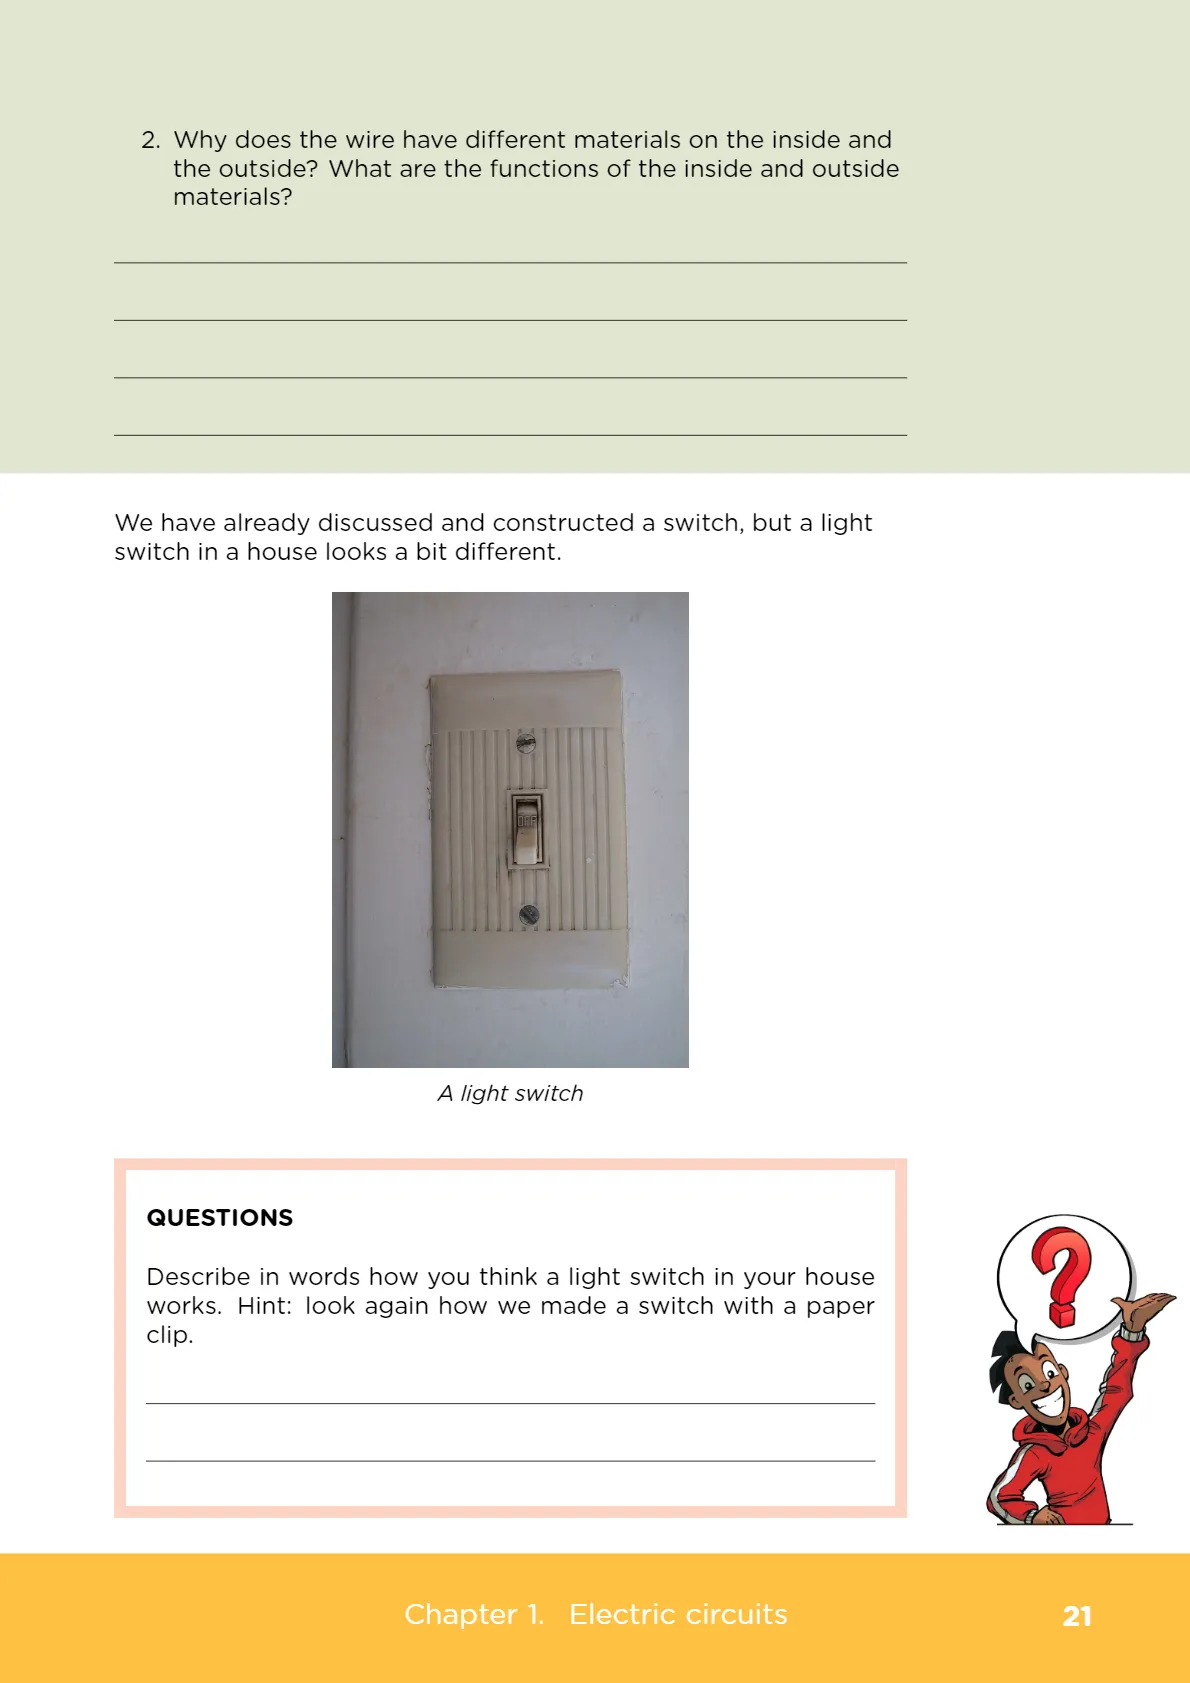 2. Why does the wire have different materials on the inside and
the outside? What are the functions of the inside and outside
materials?
We have already discussed and constructed a switch, but a light
switch in a house looks a bit different.
OFF
A light switch
QUESTIONS
Describe in words how you think a light switch in your house
works. Hint: look again how we made a switch with a paper
clip.
?
Chapter 1. Electric circuits
21